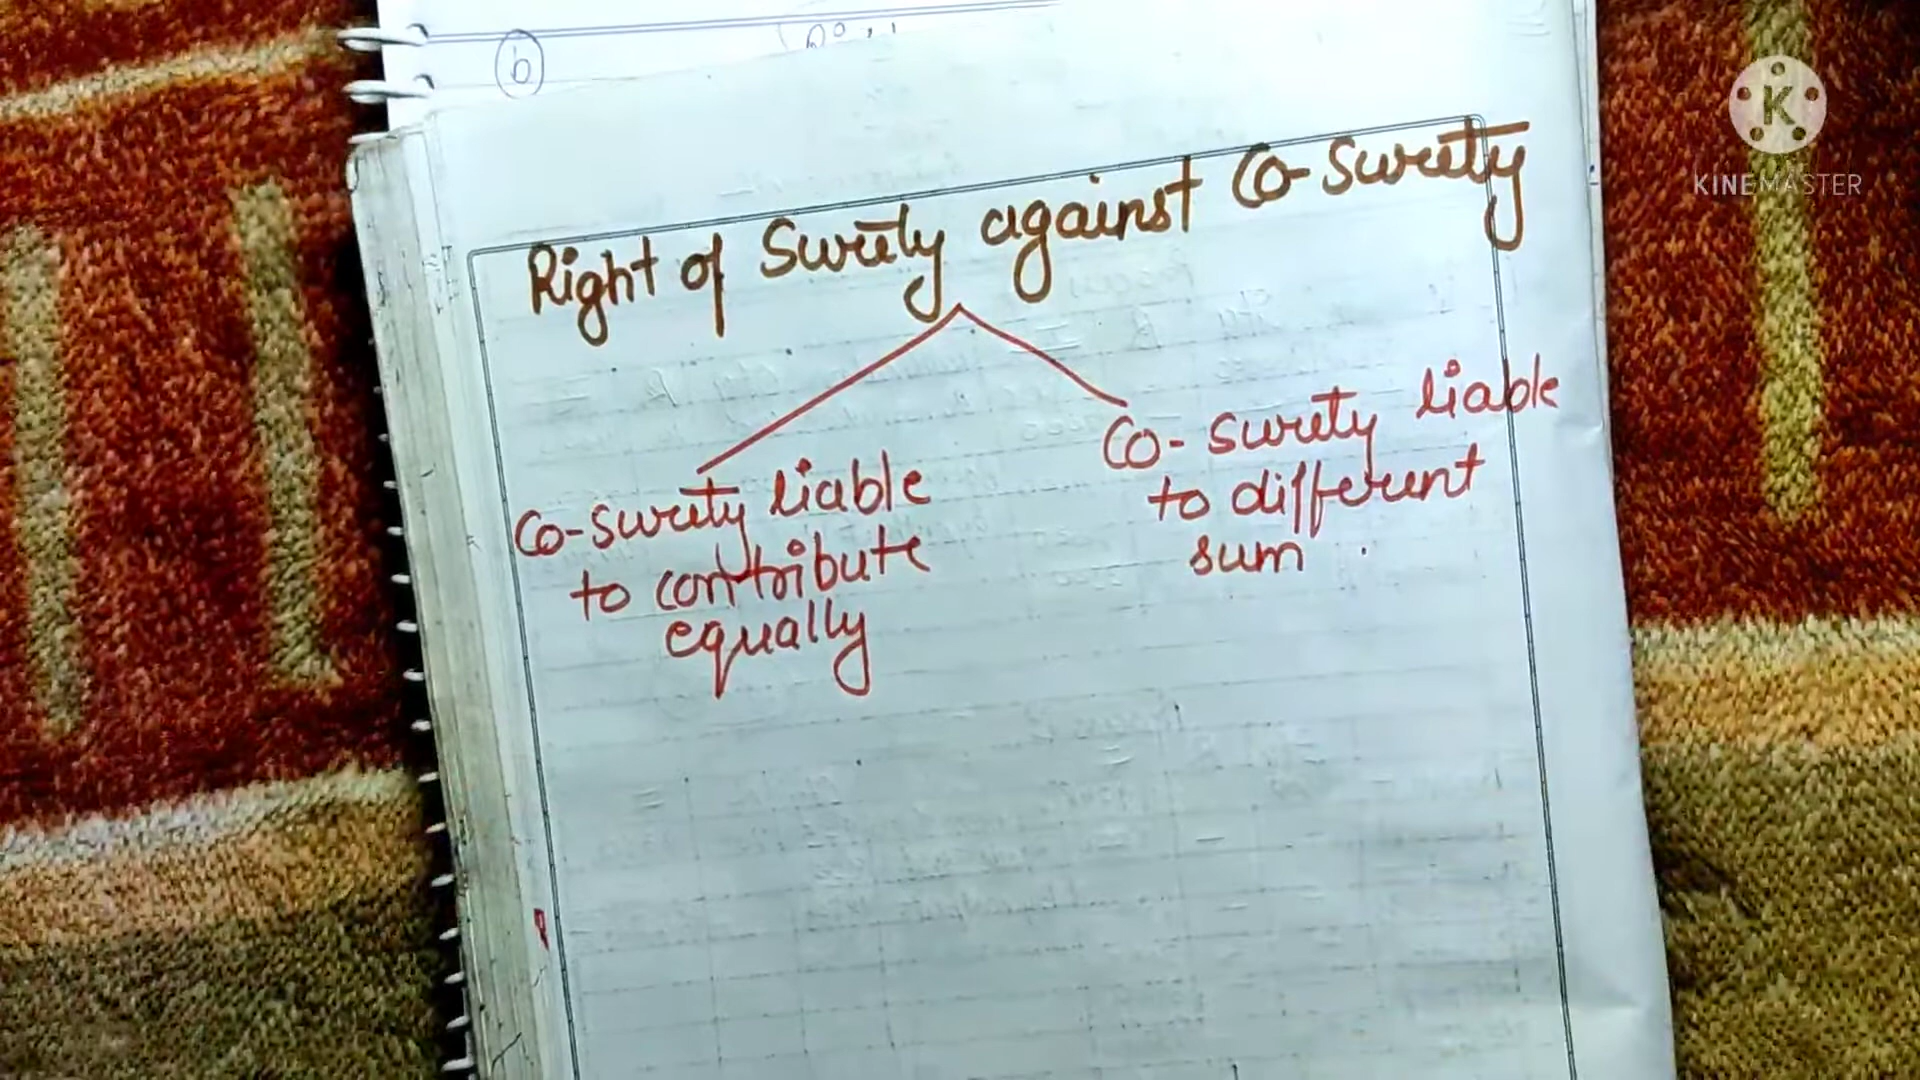 b
KINEMASTER
Right of Surety against Co-Surety
Co-surety liable
to contribute
equally
Co-surety liable
to different
sum.